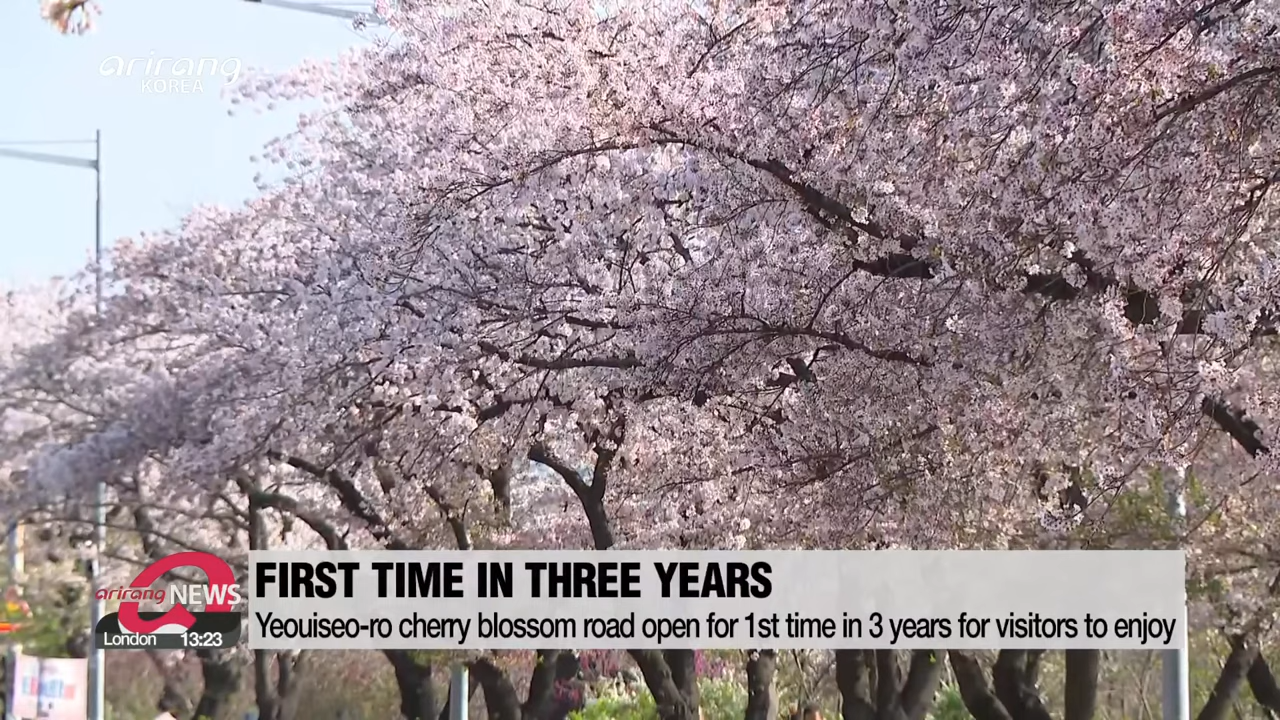 arirang
KOREA
FIRST TIME IN THREE YEARS
arirang NEWS
Yeouiseo-ro cherry blossom road open for 1st time in 3 years for visitors to enjoy
London 13:23